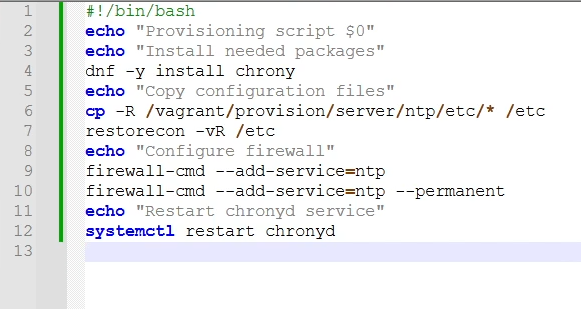 1 #!/bin/bash
2 echo "Provisioning script $0"
3 echo "Install needed packages"
4 dnf -y install chrony
5 echo "Copy configuration files"
6 cp -R /vagrant/provision/server/ntp/etc/* /etc
7 restorecon -vR /etc
8 echo "Configure firewall"
9 firewall-cmd --add-service=ntp
10 firewall-cmd --add-service=ntp --permanent
11 echo "Restart chronyd service"
12 systemctl restart chronyd
13